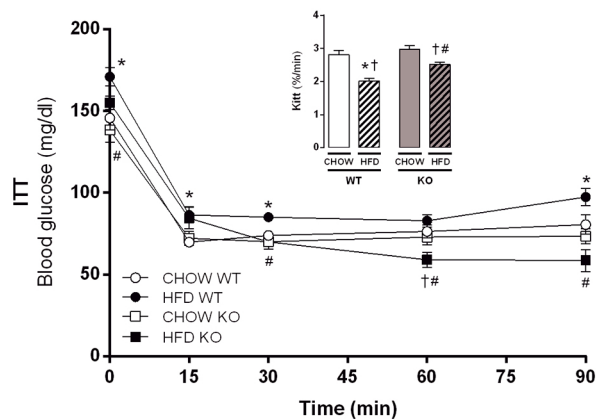 200
150
100
50
0
ITT
Blood glucose (mg/dl)
*
#
*
*
#
†#
*
#
CHOW WT
HFD WT
CHOW KO
HFD KO
0 15 30 45 60 75 90
Time (min)
4
3
2
1
0
Kitt (%/min)
*†
†#
CHOW HFD CHOW HFD
WT KO